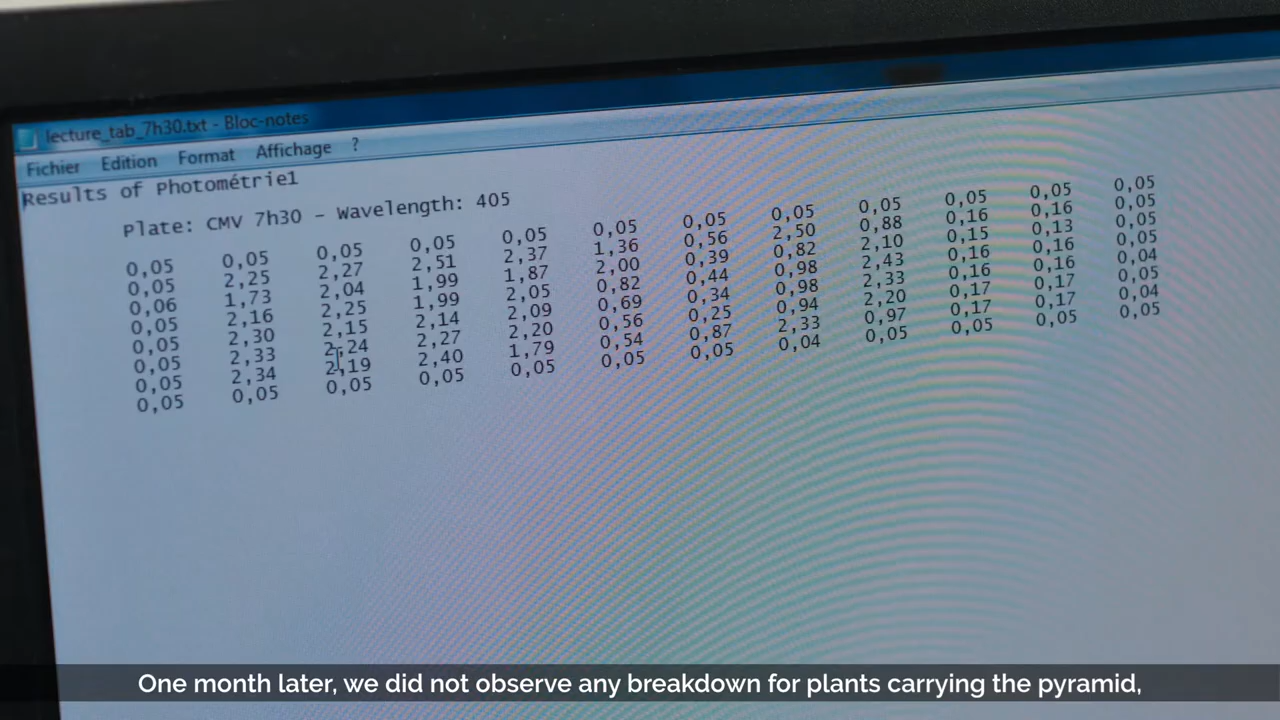 lecture_tab_7h30.txt - Bloc-notes
Fichier Edition Format Affichage ?
Results of Photométrie1
Plate: CMV 7h30 - Wavelength: 405
0,05 0,05 0,05 0,05 0,05 0,05 0,05 0,05 0,05 0,05 0,05 0,05
0,05 2,25 2,27 2,51 2,37 1,36 0,56 2,50 0,88 0,16 0,16 0,05
0,06 1,73 2,04 1,99 1,87 2,00 0,39 0,82 2,10 0,15 0,13 0,05
0,05 2,16 2,25 1,99 2,05 0,82 0,44 0,98 2,43 0,16 0,16 0,05
0,05 2,30 2,15 2,14 2,09 0,69 0,34 0,98 2,33 0,16 0,16 0,04
0,05 2,33 2,24 2,27 2,20 0,56 0,25 0,94 2,20 0,17 0,17 0,05
0,05 2,34 2,19 2,40 1,79 0,54 0,87 2,33 0,97 0,17 0,17 0,04
0,05 0,05 0,05 0,05 0,05 0,05 0,05 0,04 0,05 0,05 0,05 0,05
One month later, we did not observe any breakdown for plants carrying the pyramid,